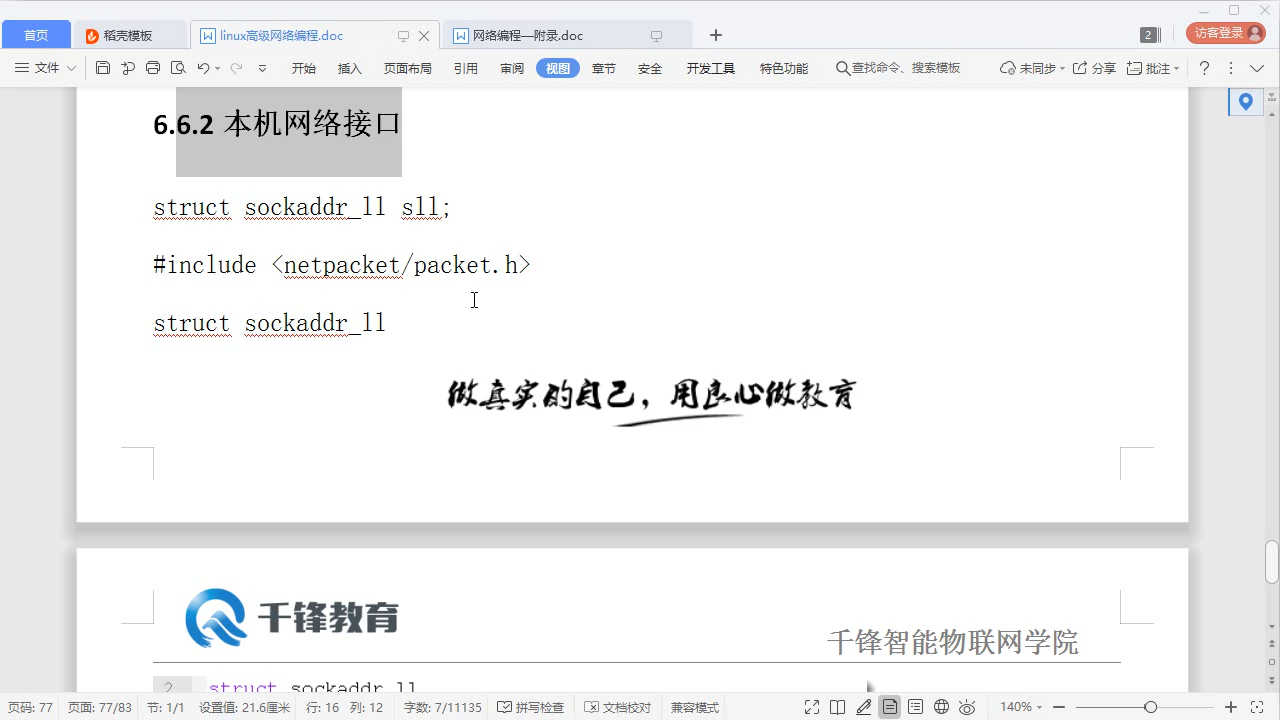 首页
稻壳模板
linux高级网络编程.doc
网络编程—附录.doc
2
访客登录
文件
开始
插入
页面布局
引用
审阅
视图
章节
安全
开发工具
特色功能
查找命令、搜索模板
未同步
分享
批注
6.6.2 本机网络接口
struct sockaddr_ll sll;
#include <netpacket/packet.h>
struct sockaddr_ll
做真实的自己，用良心做教育
千锋教育
千锋智能物联网学院
2 struct sockaddr_ll
页码: 77
页面: 77/83
节: 1/1
设置值: 21.6厘米
行: 16
列: 12
字数: 7/11135
拼写检查
文档校对
兼容模式
140%